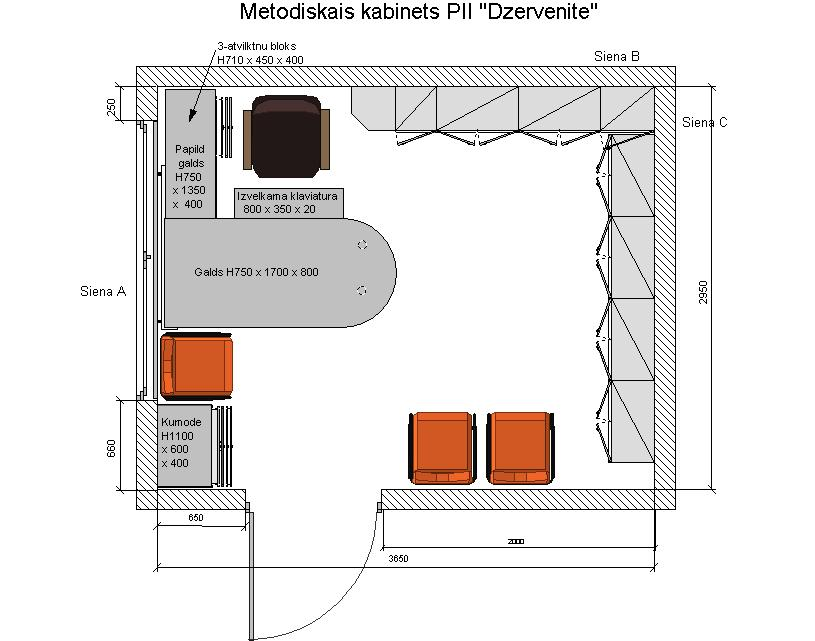 Metodiskais kabinets PII "Dzervenite"
3-atvilktnu bloks
H710 x 450 x 400
Siena B
250
Siena C
Papild
galds
H750
x 1350
x 400
Izvelkama klaviatura
800 x 350 x 20
Galds H750 x 1700 x 800
Siena A
2950
Kumode
H1100
x 600
x 400
660
650
2000
3650